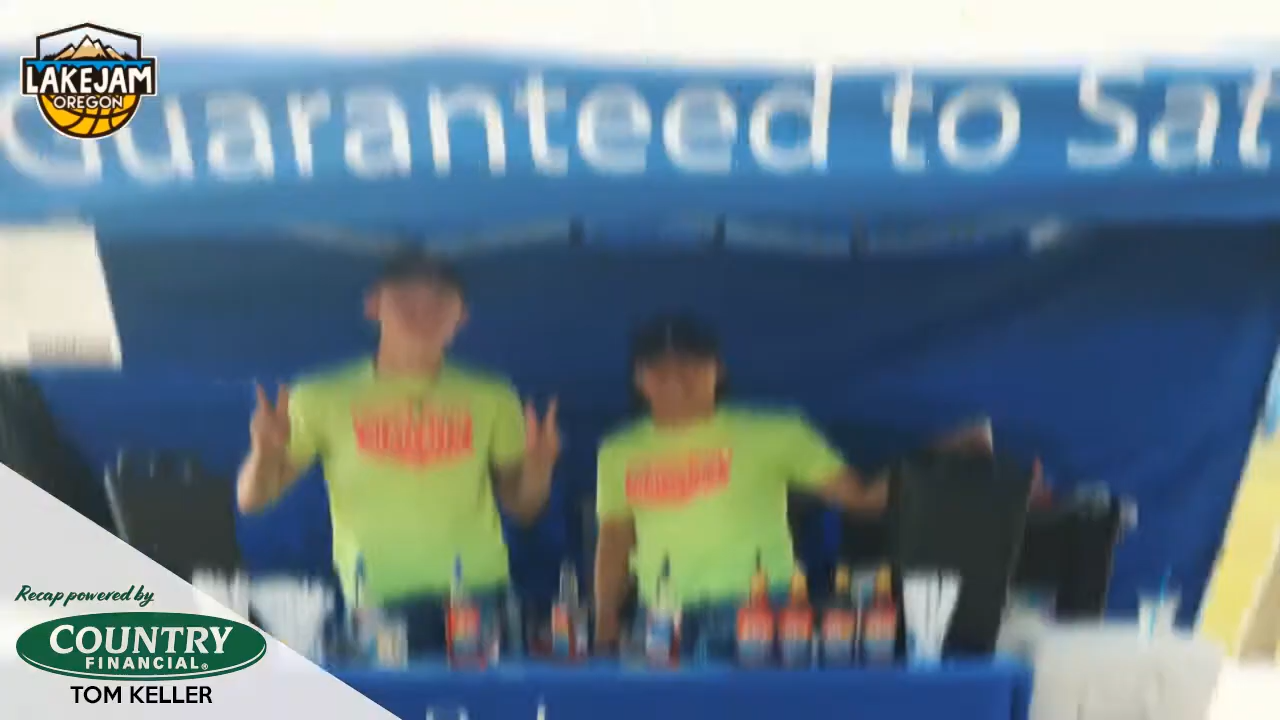 LAKEJAM
OREGON
Guaranteed to Sat
Recap powered by
COUNTRY
FINANCIAL®
TOM KELLER